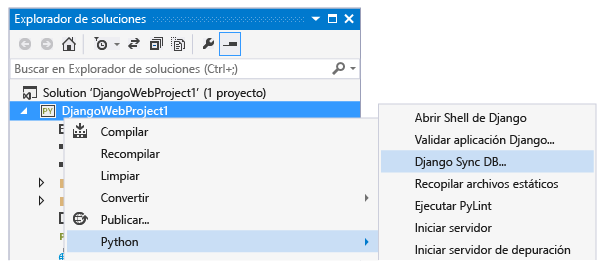 Explorador de soluciones
Buscar en Explorador de soluciones (Ctrl+;)
Solution 'DjangoWebProject1' (1 proyecto)
PY DjangoWebProject1
Compilar
Recompilar
Limpiar
Convertir
Publicar...
Python
Abrir Shell de Django
Validar aplicación Django...
Django Sync DB...
Recopilar archivos estáticos
Ejecutar PyLint
Iniciar servidor
Iniciar servidor de depuración